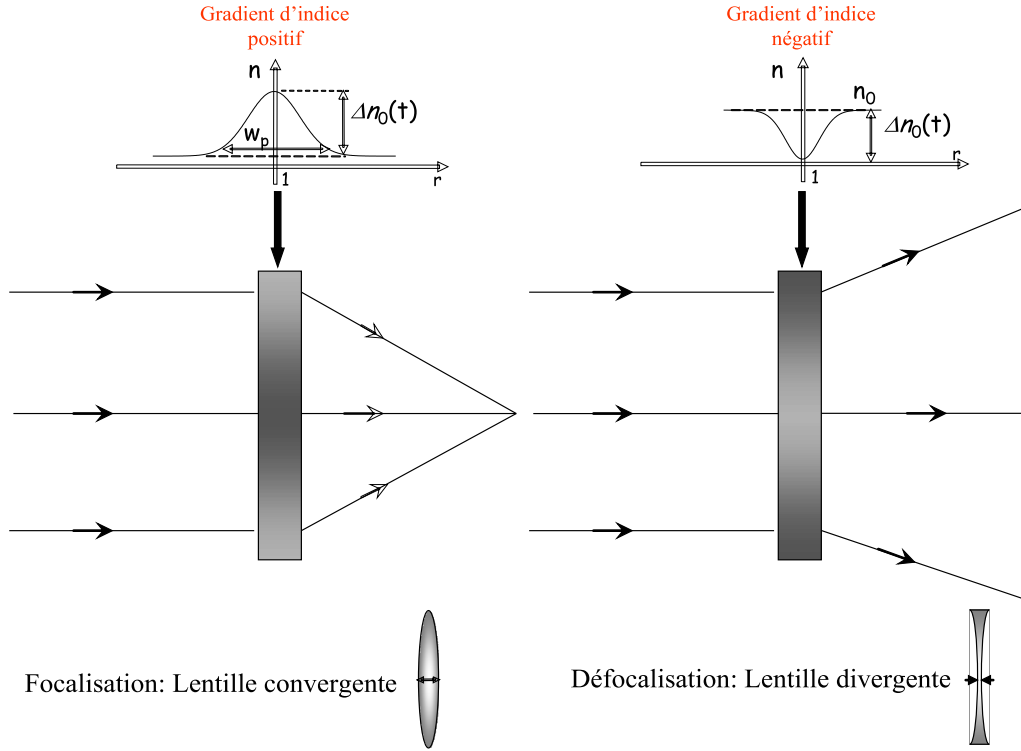 Gradient d'indice
positif
n
Δn0(t)
wp
1
r
Gradient d'indice
négatif
n
n0
Δn0(t)
r
1
Focalisation: Lentille convergente
Défocalisation: Lentille divergente